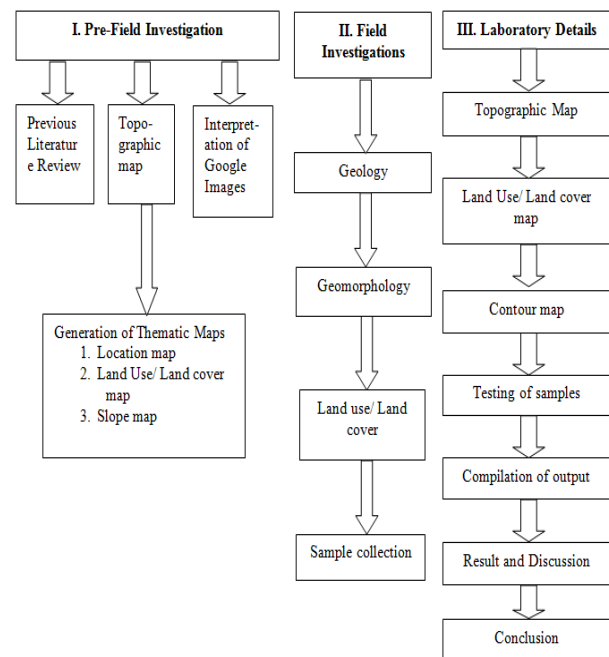 I. Pre-Field Investigation
Previous
Literatur
e Review
Topo-
graphic
map
Interpret-
ation of
Google
Images
Generation of Thematic Maps
1. Location map
2. Land Use/ Land cover
map
3. Slope map
II. Field
Investigations
Geology
Geomorphology
Land use/ Land
cover
Sample collection
III. Laboratory Details
Topographic Map
Land Use/ Land cover
map
Contour map
Testing of samples
Compilation of output
Result and Discussion
Conclusion